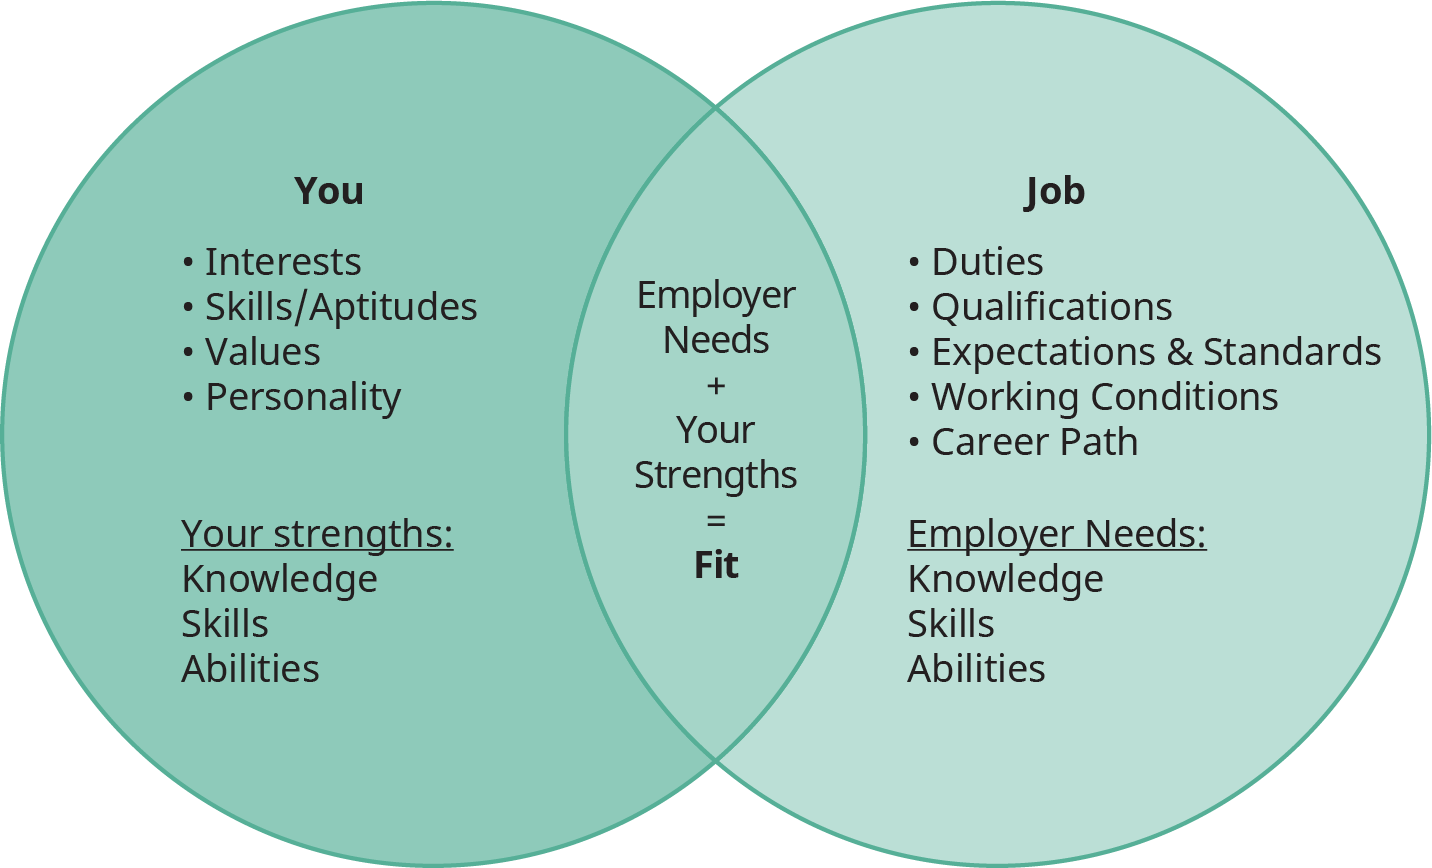 You
• Interests
• Skills/Aptitudes
• Values
• Personality
Your strengths:
Knowledge
Skills
Abilities
Employer
Needs
+
Your
Strengths
=
Fit
Job
• Duties
• Qualifications
• Expectations & Standards
• Working Conditions
• Career Path
Employer Needs:
Knowledge
Skills
Abilities